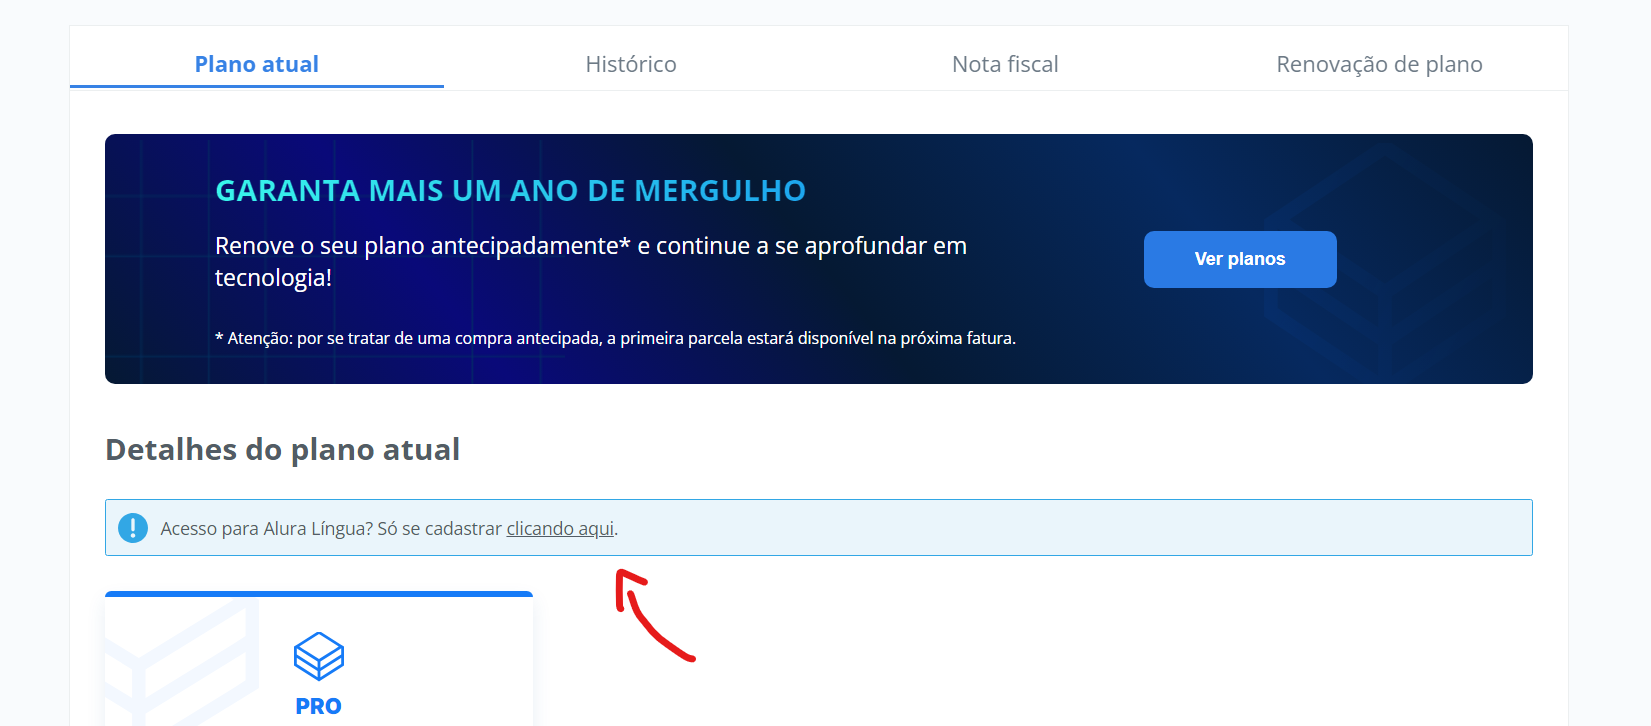 Plano atual
Histórico
Nota fiscal
Renovação de plano
GARANTA MAIS UM ANO DE MERGULHO
Renove o seu plano antecipadamente* e continue a se aprofundar em
tecnologia!
Ver planos
* Atenção: por se tratar de uma compra antecipada, a primeira parcela estará disponível na próxima fatura.
Detalhes do plano atual
Acesso para Alura Língua? Só se cadastrar clicando aqui.
PRO